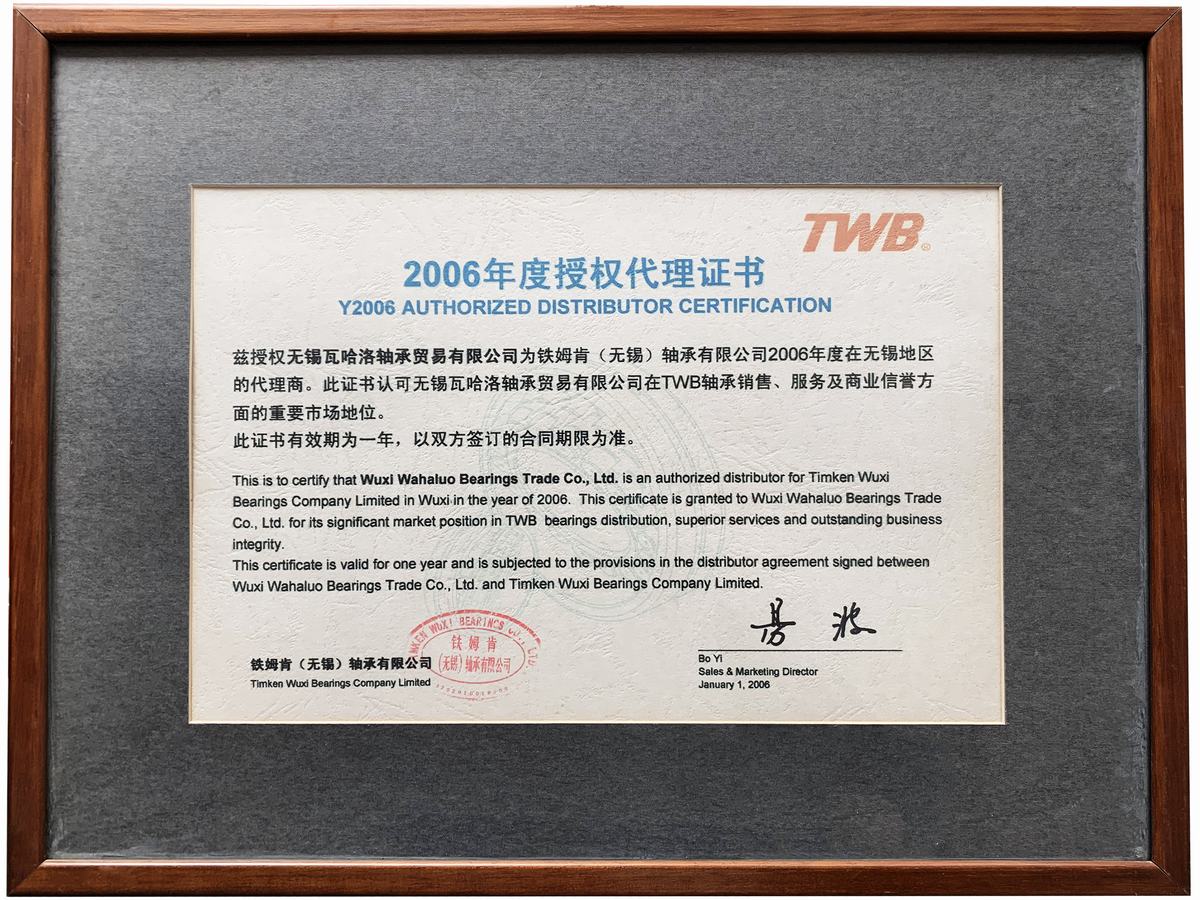 TWB®
2006年度授权代理证书
Y2006 AUTHORIZED DISTRIBUTOR CERTIFICATION
兹授权无锡瓦哈洛轴承贸易有限公司为铁姆肯（无锡）轴承有限公司2006年度在无锡地区
的代理商。此证书认可无锡瓦哈洛轴承贸易有限公司在TWB轴承销售、服务及商业信誉方
面的重要市场地位。
此证书有效期为一年，以双方签订的合同期限为准。
This is to certify that Wuxi Wahaluo Bearings Trade Co., Ltd. is an authorized distributor for Timken Wuxi
Bearings Company Limited in Wuxi in the year of 2006. This certificate is granted to Wuxi Wahaluo Bearings Trade
Co., Ltd. for its significant market position in TWB bearings distribution, superior services and outstanding business
integrity.
This certificate is valid for one year and is subjected to the provisions in the distributor agreement signed between
Wuxi Wahaluo Bearings Trade Co., Ltd. and Timken Wuxi Bearings Company Limited.
WUXI BEARINGS CO., LTD.
铁姆肯
（无锡）轴承有限公司
铁姆肯（无锡）轴承有限公司
Timken Wuxi Bearings Company Limited
Bo Yi
Sales & Marketing Director
January 1, 2006